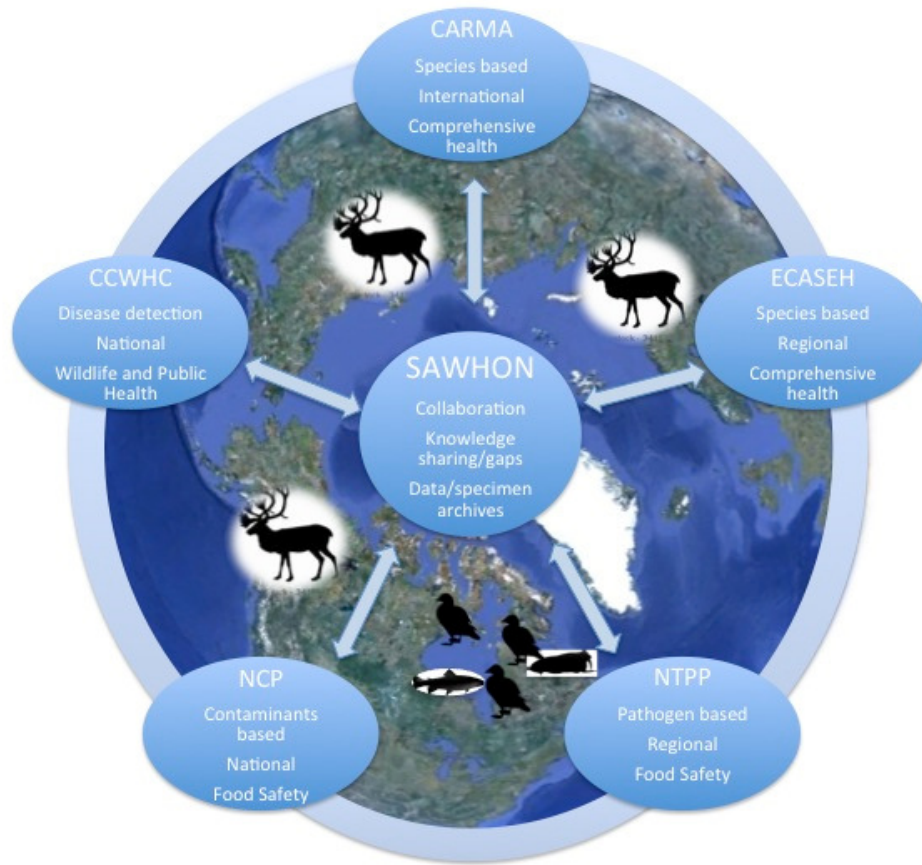 CARMA
Species based
International
Comprehensive
health
CCWHC
Disease detection
National
Wildlife and Public
Health
ECASEH
Species based
Regional
Comprehensive
health
SAWHON
Collaboration
Knowledge
sharing/gaps
Data/specimen
archives
NCP
Contaminants
based
National
Food Safety
NTPP
Pathogen based
Regional
Food Safety